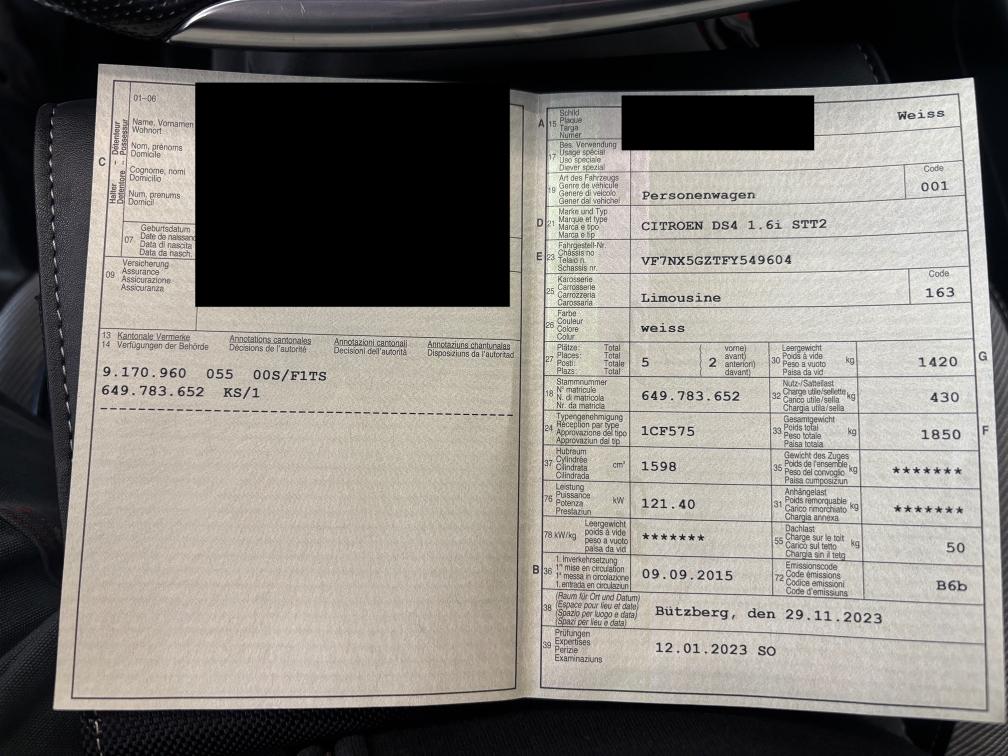 01–06
Name, Vornamen
Wohnort
Nom, prénoms
Domicile
Cognome, nomi
Domicilio
Num, prenums
Domicil
C
Halter – Détenteur
Detentore – Possessur
07
Geburtsdatum
Date de naissanc
Data di nascita
Data da nasch.
09
Versicherung
Assurance
Assicurazione
Assicuranza
13 Kantonale Vermerke Annotations cantonales Annotazioni cantonali Annotaziuns chantunalas
14 Verfügungen der Behörde Décisions de l'autorité Decisioni dell'autorità Disposiziuns da l'autoritad
9.170.960 055 00S/F1TS
649.783.652 KS/1
A 15
Schild
Plaque
Targa
Numer
Weiss
17
Bes. Verwendung
Usage spécial
Uso speciale
Diever spezial
19
Art des Fahrzeugs
Genre de véhicule
Genere di veicolo
Gener dal vehichel
Personenwagen
Code
001
D 21
Marke und Typ
Marque et type
Marca e tipo
Marca e tip
CITROEN DS4 1.6i STT2
E 23
Fahrgestell-Nr.
Châssis no
Telaio n.
Schassis nr.
VF7NX5GZTFY549604
25
Karosserie
Carrosserie
Carrozzeria
Carossaria
Limousine
Code
163
26
Farbe
Couleur
Colore
Colur
weiss
27
Plätze: Total
Places: Total
Posti: Totale
Plazs: Total
5
( vorne)
avant)
anteriori)
( davant)
2
30
Leergewicht
Poids à vide
Peso a vuoto
Paisa da vid
kg
1420
G
18
Stammnummer
N° matricule
N. di matricola
Nr. da matricla
649.783.652
32
Nutz-/Sattellast
Charge utile/sellette
Carico utile/sella
Chargia utila/sella
kg
430
24
Typengenehmigung
Réception par type
Approvazione del tipo
Approvaziun dal tip
1CF575
33
Gesamtgewicht
Poids total
Peso totale
Paisa totala
kg
1850
F
37
Hubraum
Cylindrée
Cilindrata
Cilindrada
cm³
1598
35
Gewicht des Zuges
Poids de l'ensemble
Peso del convoglio
Paisa cumposiziun
kg
*******
76
Leistung
Puissance
Potenza
Prestaziun
kW
121.40
31
Anhängelast
Poids remorquable
Carico rimorchiato
Chargia annexa
kg
*******
78 kW/kg
Leergewicht
poids à vide
peso a vuoto
paisa da vid
*******
55
Dachlast
Charge sur le toit
Carico sul tetto
Chargia sin il tetg
kg
50
B 36
1. Inverkehrsetzung
1re mise en circulation
1a messa in circolazione
1. entrada en circulaziun
09.09.2015
72
Emissionscode
Code émissions
Codice emissioni
Code d'emissiuns
B6b
38
(Raum für Ort und Datum)
(Espace pour lieu et date)
(Spazio per luogo e data)
(Spazi per lieu e data)
Bützberg, den 29.11.2023
39
Prüfungen
Expertises
Perizie
Examinaziuns
12.01.2023 SO